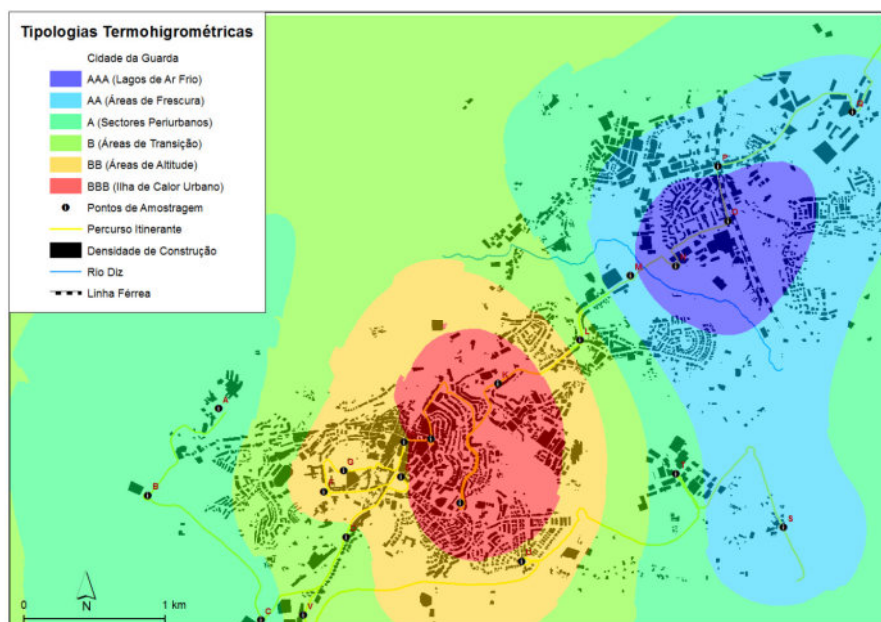 Tipologias Termohigrométricas
Cidade da Guarda
AAA (Lagos de Ar Frio)
AA (Áreas de Frescura)
A (Sectores Periurbanos)
B (Áreas de Transição)
BB (Áreas de Altitude)
BBB (Ilha de Calor Urbano)
Pontos de Amostragem
Percurso Itinerante
Densidade de Construção
Rio Diz
Linha Férrea
P
M
K
A
G
B
S
C
V
N
0
1 km